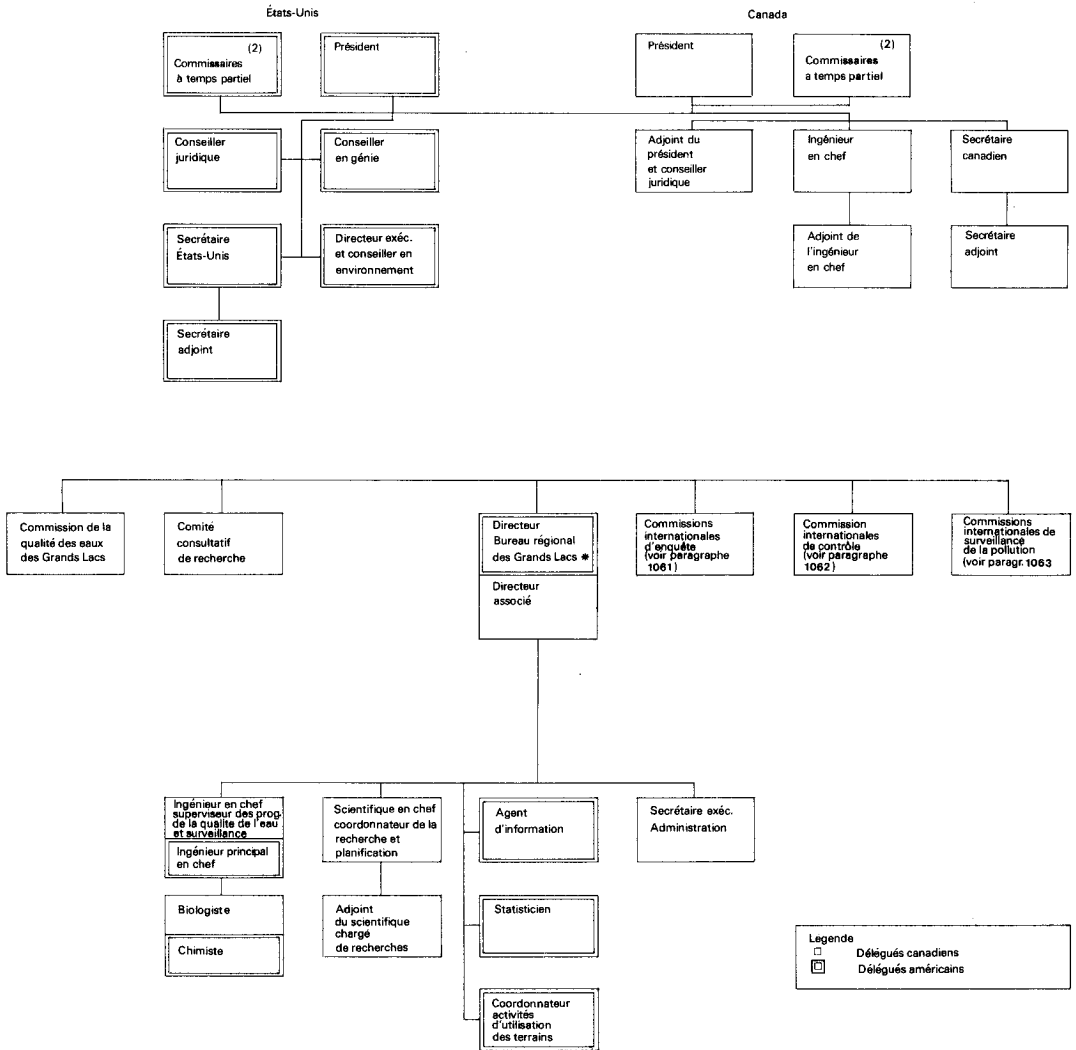 États-Unis
Canada
(2)
Commissaires
à temps partiel
Président
Président
(2)
Commissaires
a temps partiel
Conseiller
juridique
Conseiller
en génie
Adjoint du
président
et conseiller
juridique
Ingénieur
en chef
Secrétaire
canadien
Secrétaire
États-Unis
Directeur exéc.
et conseiller en
environnement
Adjoint de
l'ingénieur
en chef
Secrétaire
adjoint
Secrétaire
adjoint
Commission de la
qualité des eaux
des Grands Lacs
Comité
consultatif
de recherche
Directeur
Bureau régional
des Grands Lacs *
Directeur
associé
Commissions
internationales
d'enquête
(voir paragraphe
1061)
Commission
internationales
de contrôle
(voir paragraphe
1062)
Commissions
internationales de
surveillance
de la pollution
(voir paragr. 1063
Ingénieur en chef
superviseur des prog.
de la qualite de l'eau
et surveillance
Ingénieur principal
en chef
Biologiste
Chimiste
Scientifique en chef
coordonnateur de la
recherche et
planification
Adjoint
du scientifique
chargé
de recherches
Agent
d'information
Statisticien
Coordonnateur
activités
d'utilisation
des terrains
Secrétaire exéc.
Administration
Legende
Délégués canadiens
Délégués américains